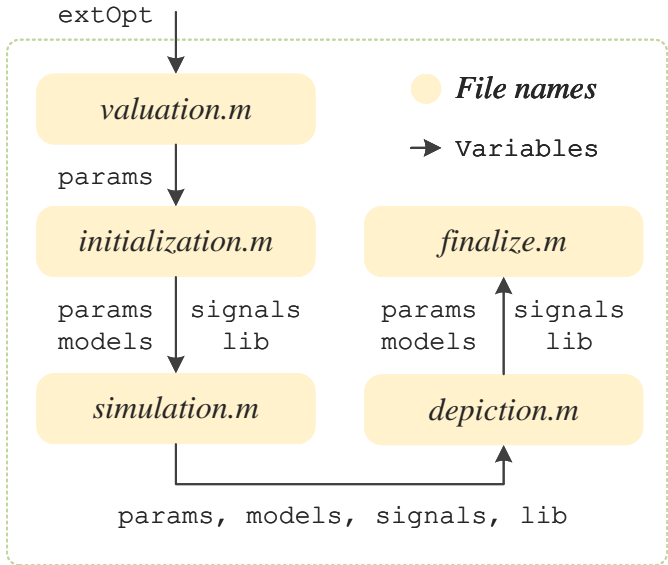 extOpt
valuation.m
File names
Variables
params
initialization.m
finalize.m
params signals
models lib
params signals
models lib
simulation.m
depiction.m
params, models, signals, lib